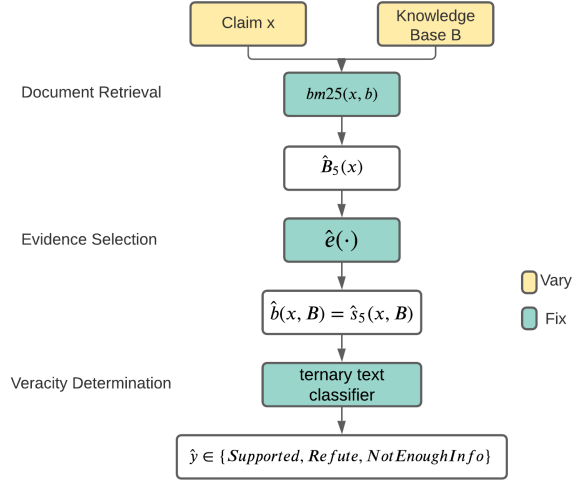 Claim x
Knowledge
Base B
Document Retrieval
bm25(x, b)
B̂₅(x)
Evidence Selection
ê(·)
b̂(x, B) = ŝ₅(x, B)
Vary
Fix
Veracity Determination
ternary text
classifier
ŷ ∈ {Supported, Refute, NotEnoughInfo}